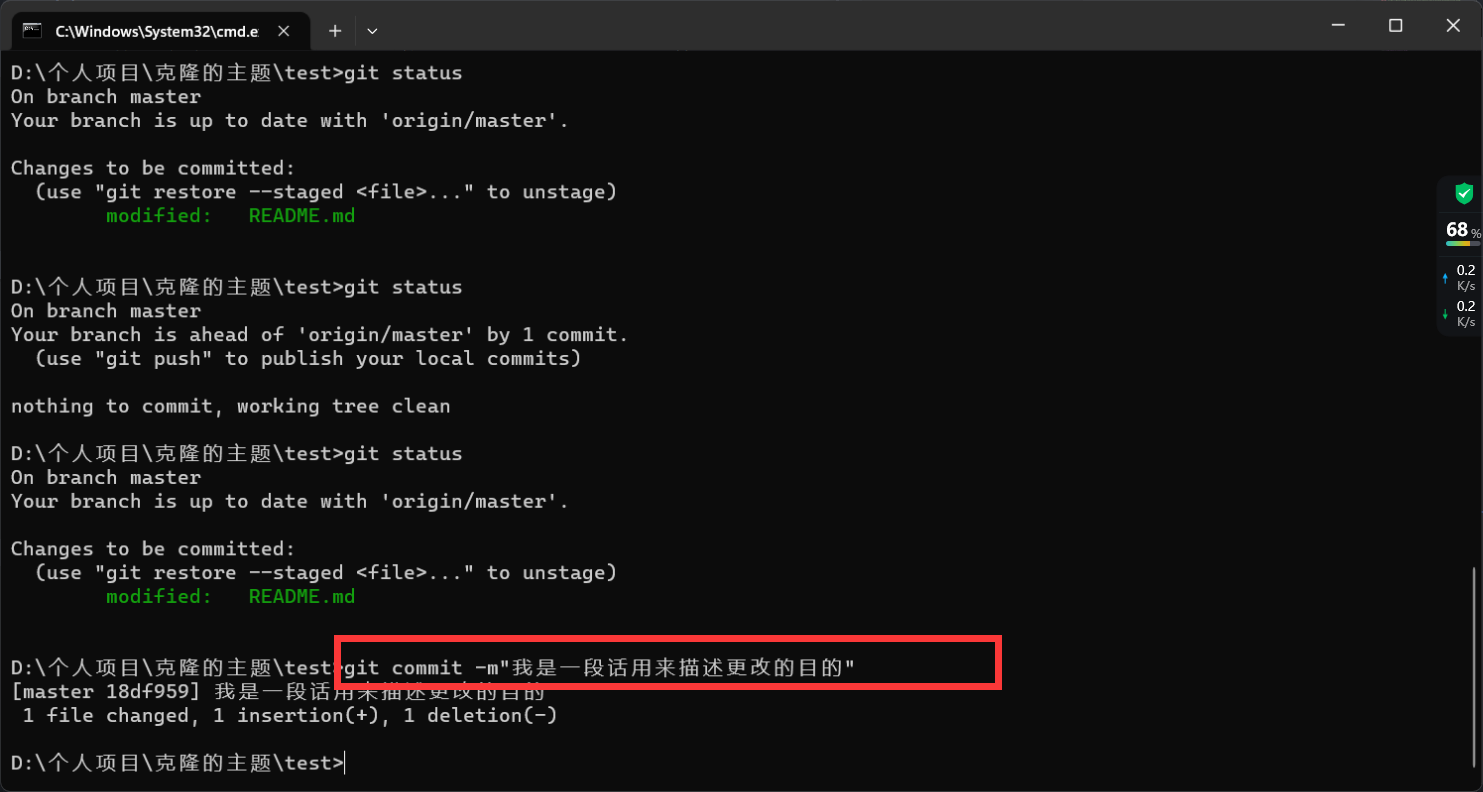 C:\Windows\System32\cmd.e
D:\个人项目\克隆的主题\test>git status
On branch master
Your branch is up to date with 'origin/master'.
Changes to be committed:
(use "git restore --staged <file>..." to unstage)
modified: README.md
D:\个人项目\克隆的主题\test>git status
On branch master
Your branch is ahead of 'origin/master' by 1 commit.
(use "git push" to publish your local commits)
nothing to commit, working tree clean
D:\个人项目\克隆的主题\test>git status
On branch master
Your branch is up to date with 'origin/master'.
Changes to be committed:
(use "git restore --staged <file>..." to unstage)
modified: README.md
D:\个人项目\克隆的主题\test>git commit -m"我是一段话用来描述更改的目的"
[master 18df959] 我是一段话用来描述更改的目的
1 file changed, 1 insertion(+), 1 deletion(-)
D:\个人项目\克隆的主题\test>
68%
0.2
K/s
0.2
K/s